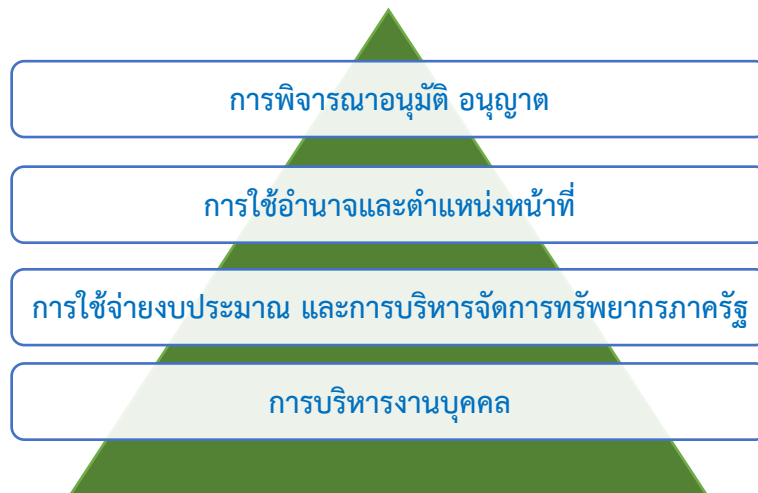 การพิจารณาอนุมัติ อนุญาต
การใช้อำนาจและตำแหน่งหน้าที่
การใช้จ่ายงบประมาณ และการบริหารจัดการทรัพยากรภาครัฐ
การบริหารงานบุคคล